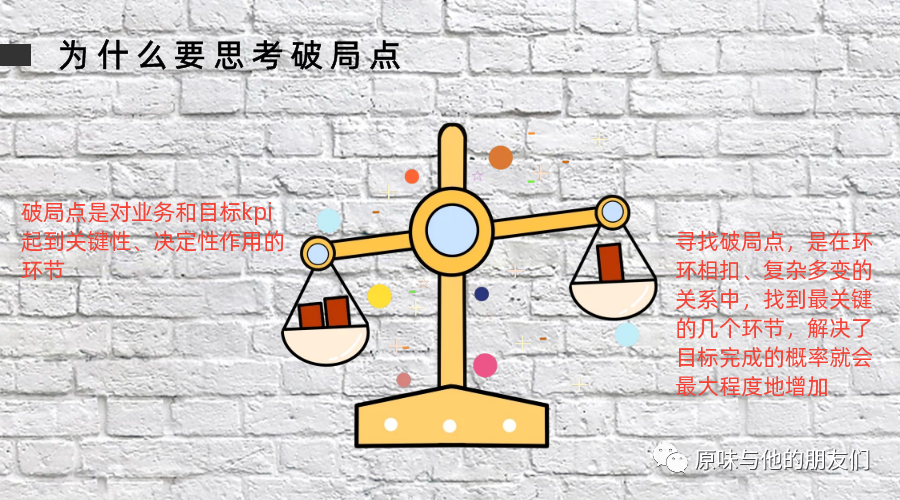 为什么要思考破局点
破局点是对业务和目标kpi
起到关键性、决定性作用的
环节
寻找破局点，是在环
环相扣、复杂多变的
关系中，找到最关键
的几个环节，解决了
目标完成的概率就会
最大程度地增加
原味与他的朋友们